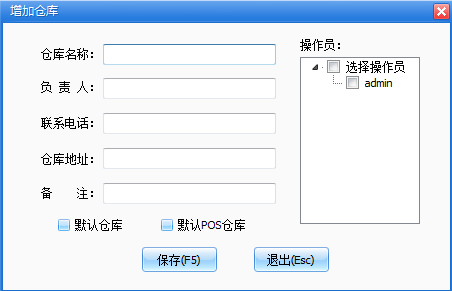 增加仓库
仓库名称：
负 责 人：
联系电话：
仓库地址：
备 注：
默认仓库 默认POS仓库
操作员：
选择操作员
admin
保存(F5) 退出(Esc)